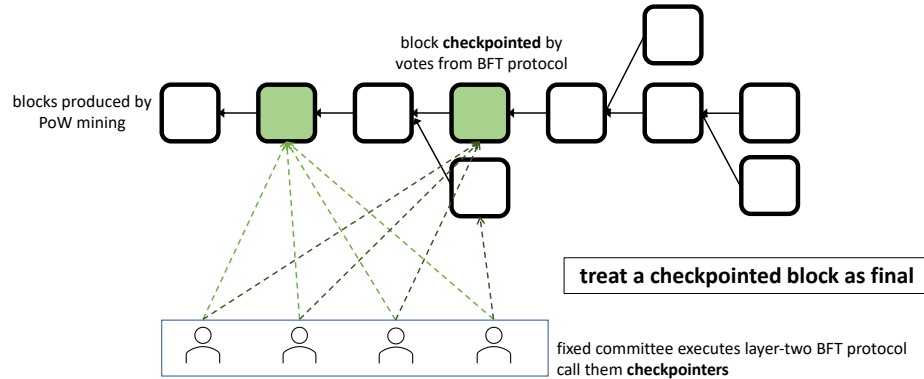 block checkpointed by
votes from BFT protocol
blocks produced by
PoW mining
treat a checkpointed block as final
fixed committee executes layer-two BFT protocol
call them checkpointers